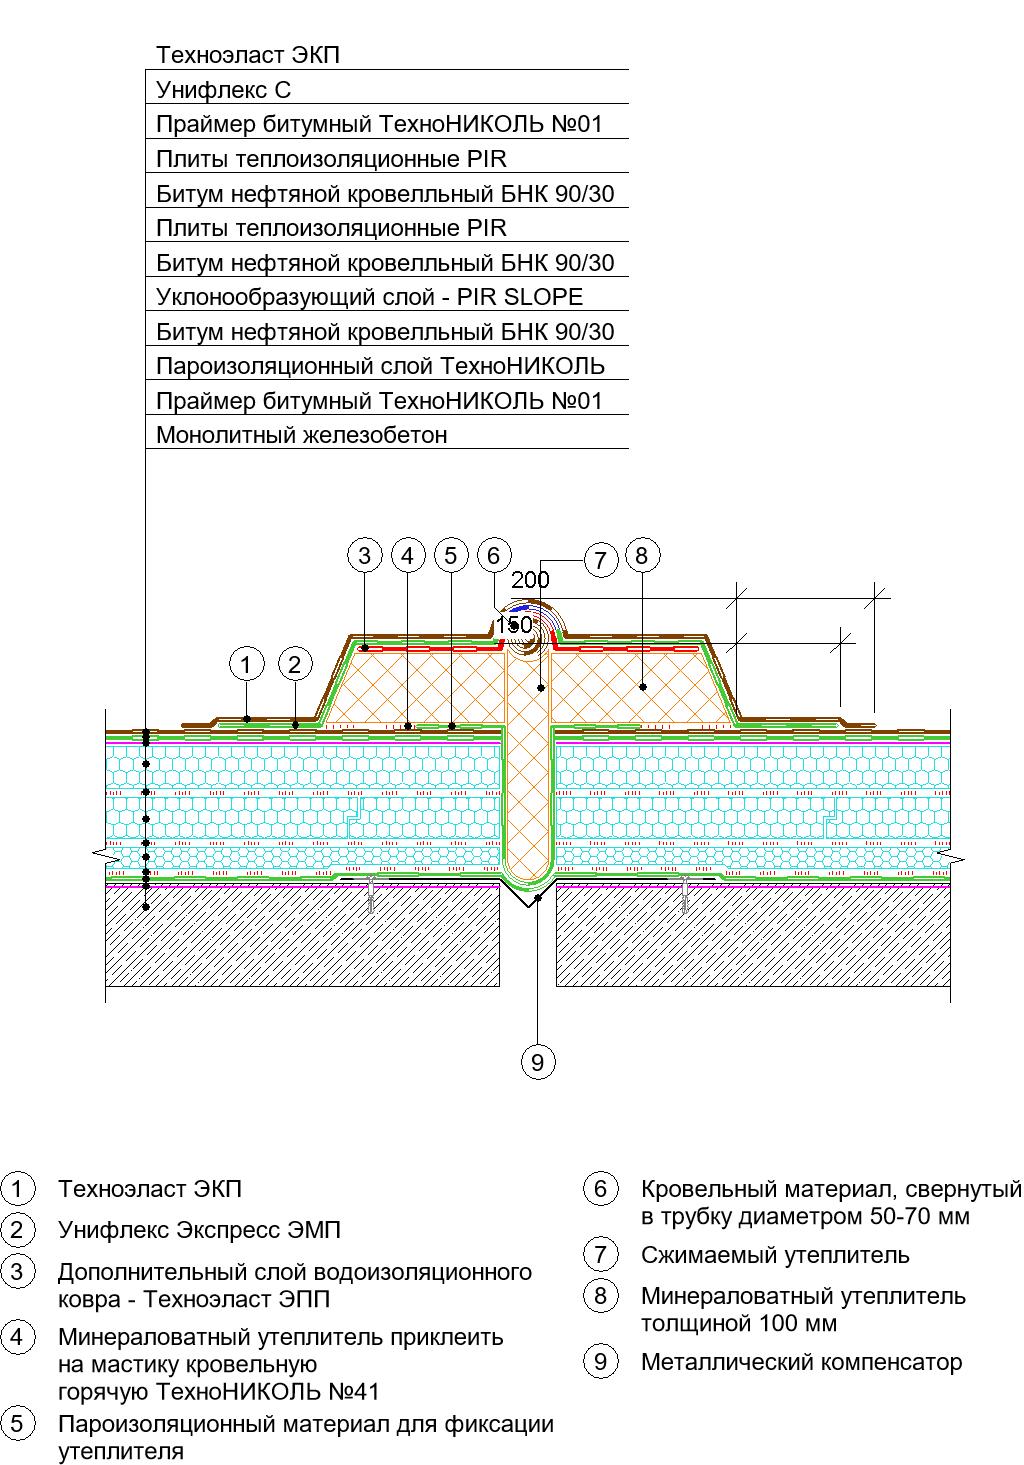 Техноэласт ЭКП
Унифлекс С
Праймер битумный ТехноНИКОЛЬ №01
Плиты теплоизоляционные PIR
Битум нефтяной кровелльный БНК 90/30
Плиты теплоизоляционные PIR
Битум нефтяной кровелльный БНК 90/30
Уклонообразующий слой - PIR SLOPE
Битум нефтяной кровелльный БНК 90/30
Пароизоляционный слой ТехноНИКОЛЬ
Праймер битумный ТехноНИКОЛЬ №01
Монолитный железобетон
3 4 5 6 7 8
200
150
1 2
9
1 Техноэласт ЭКП
2 Унифлекс Экспресс ЭМП
3 Дополнительный слой водоизоляционного
ковра - Техноэласт ЭПП
4 Минераловатный утеплитель приклеить
на мастику кровельную
горячую ТехноНИКОЛЬ №41
5 Пароизоляционный материал для фиксации
утеплителя
6 Кровельный материал, свернутый
в трубку диаметром 50-70 мм
7 Сжимаемый утеплитель
8 Минераловатный утеплитель
толщиной 100 мм
9 Металлический компенсатор